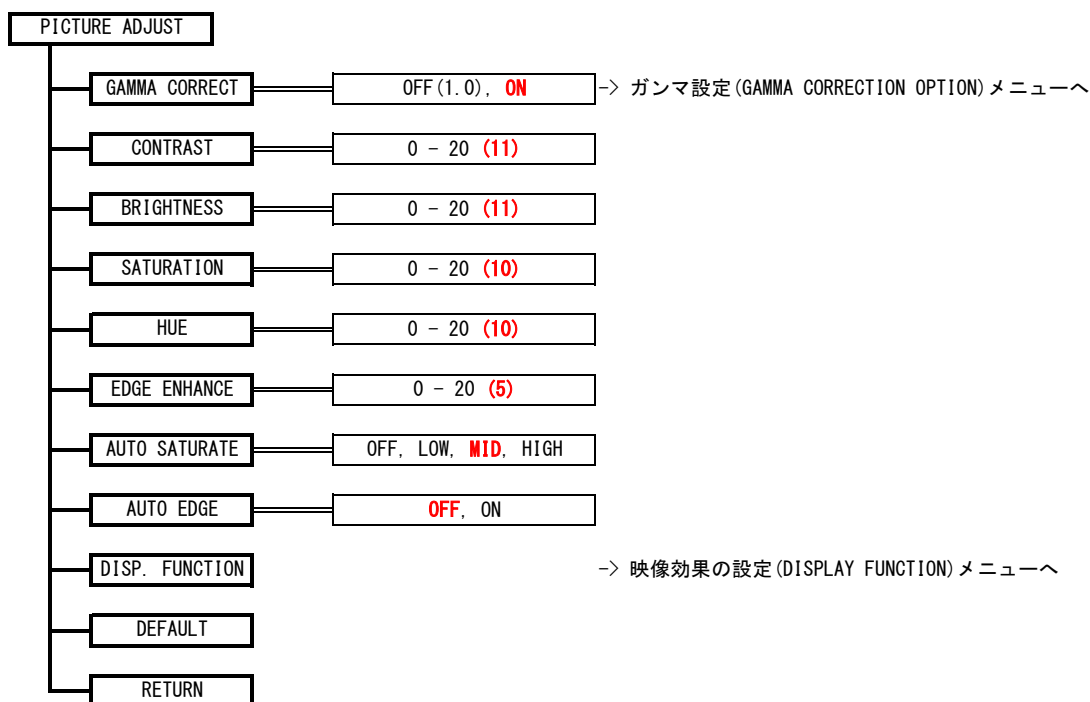 PICTURE ADJUST
GAMMA CORRECT OFF(1.0), ON -> ガンマ設定(GAMMA CORRECTION OPTION)メニューへ
CONTRAST 0 - 20 (11)
BRIGHTNESS 0 - 20 (11)
SATURATION 0 - 20 (10)
HUE 0 - 20 (10)
EDGE ENHANCE 0 - 20 (5)
AUTO SATURATE OFF, LOW, MID, HIGH
AUTO EDGE OFF, ON
DISP. FUNCTION -> 映像効果の設定(DISPLAY FUNCTION)メニューへ
DEFAULT
RETURN